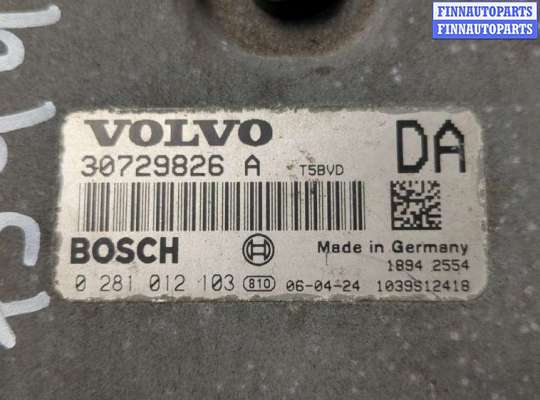 FINNAUTOPARTS
FINNAUTOPARTS
VOLVO
DA
30729826 A T5BVD
BOSCH
Made in Germany
1894 2554
0 281 012 103 810 06-04-24 1039S12418